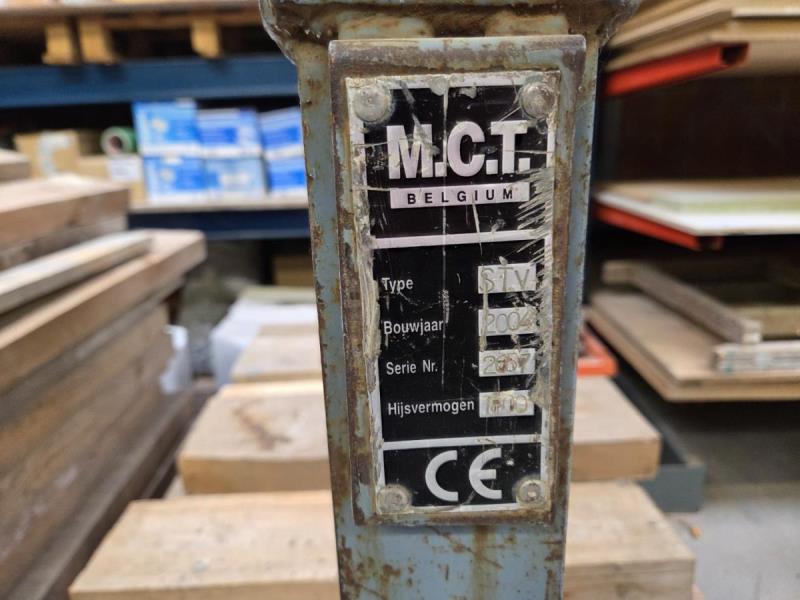 M.C.T.
BELGIUM
Type STV
Bouwjaar 2004
Serie Nr.
Hijsvermogen
CE